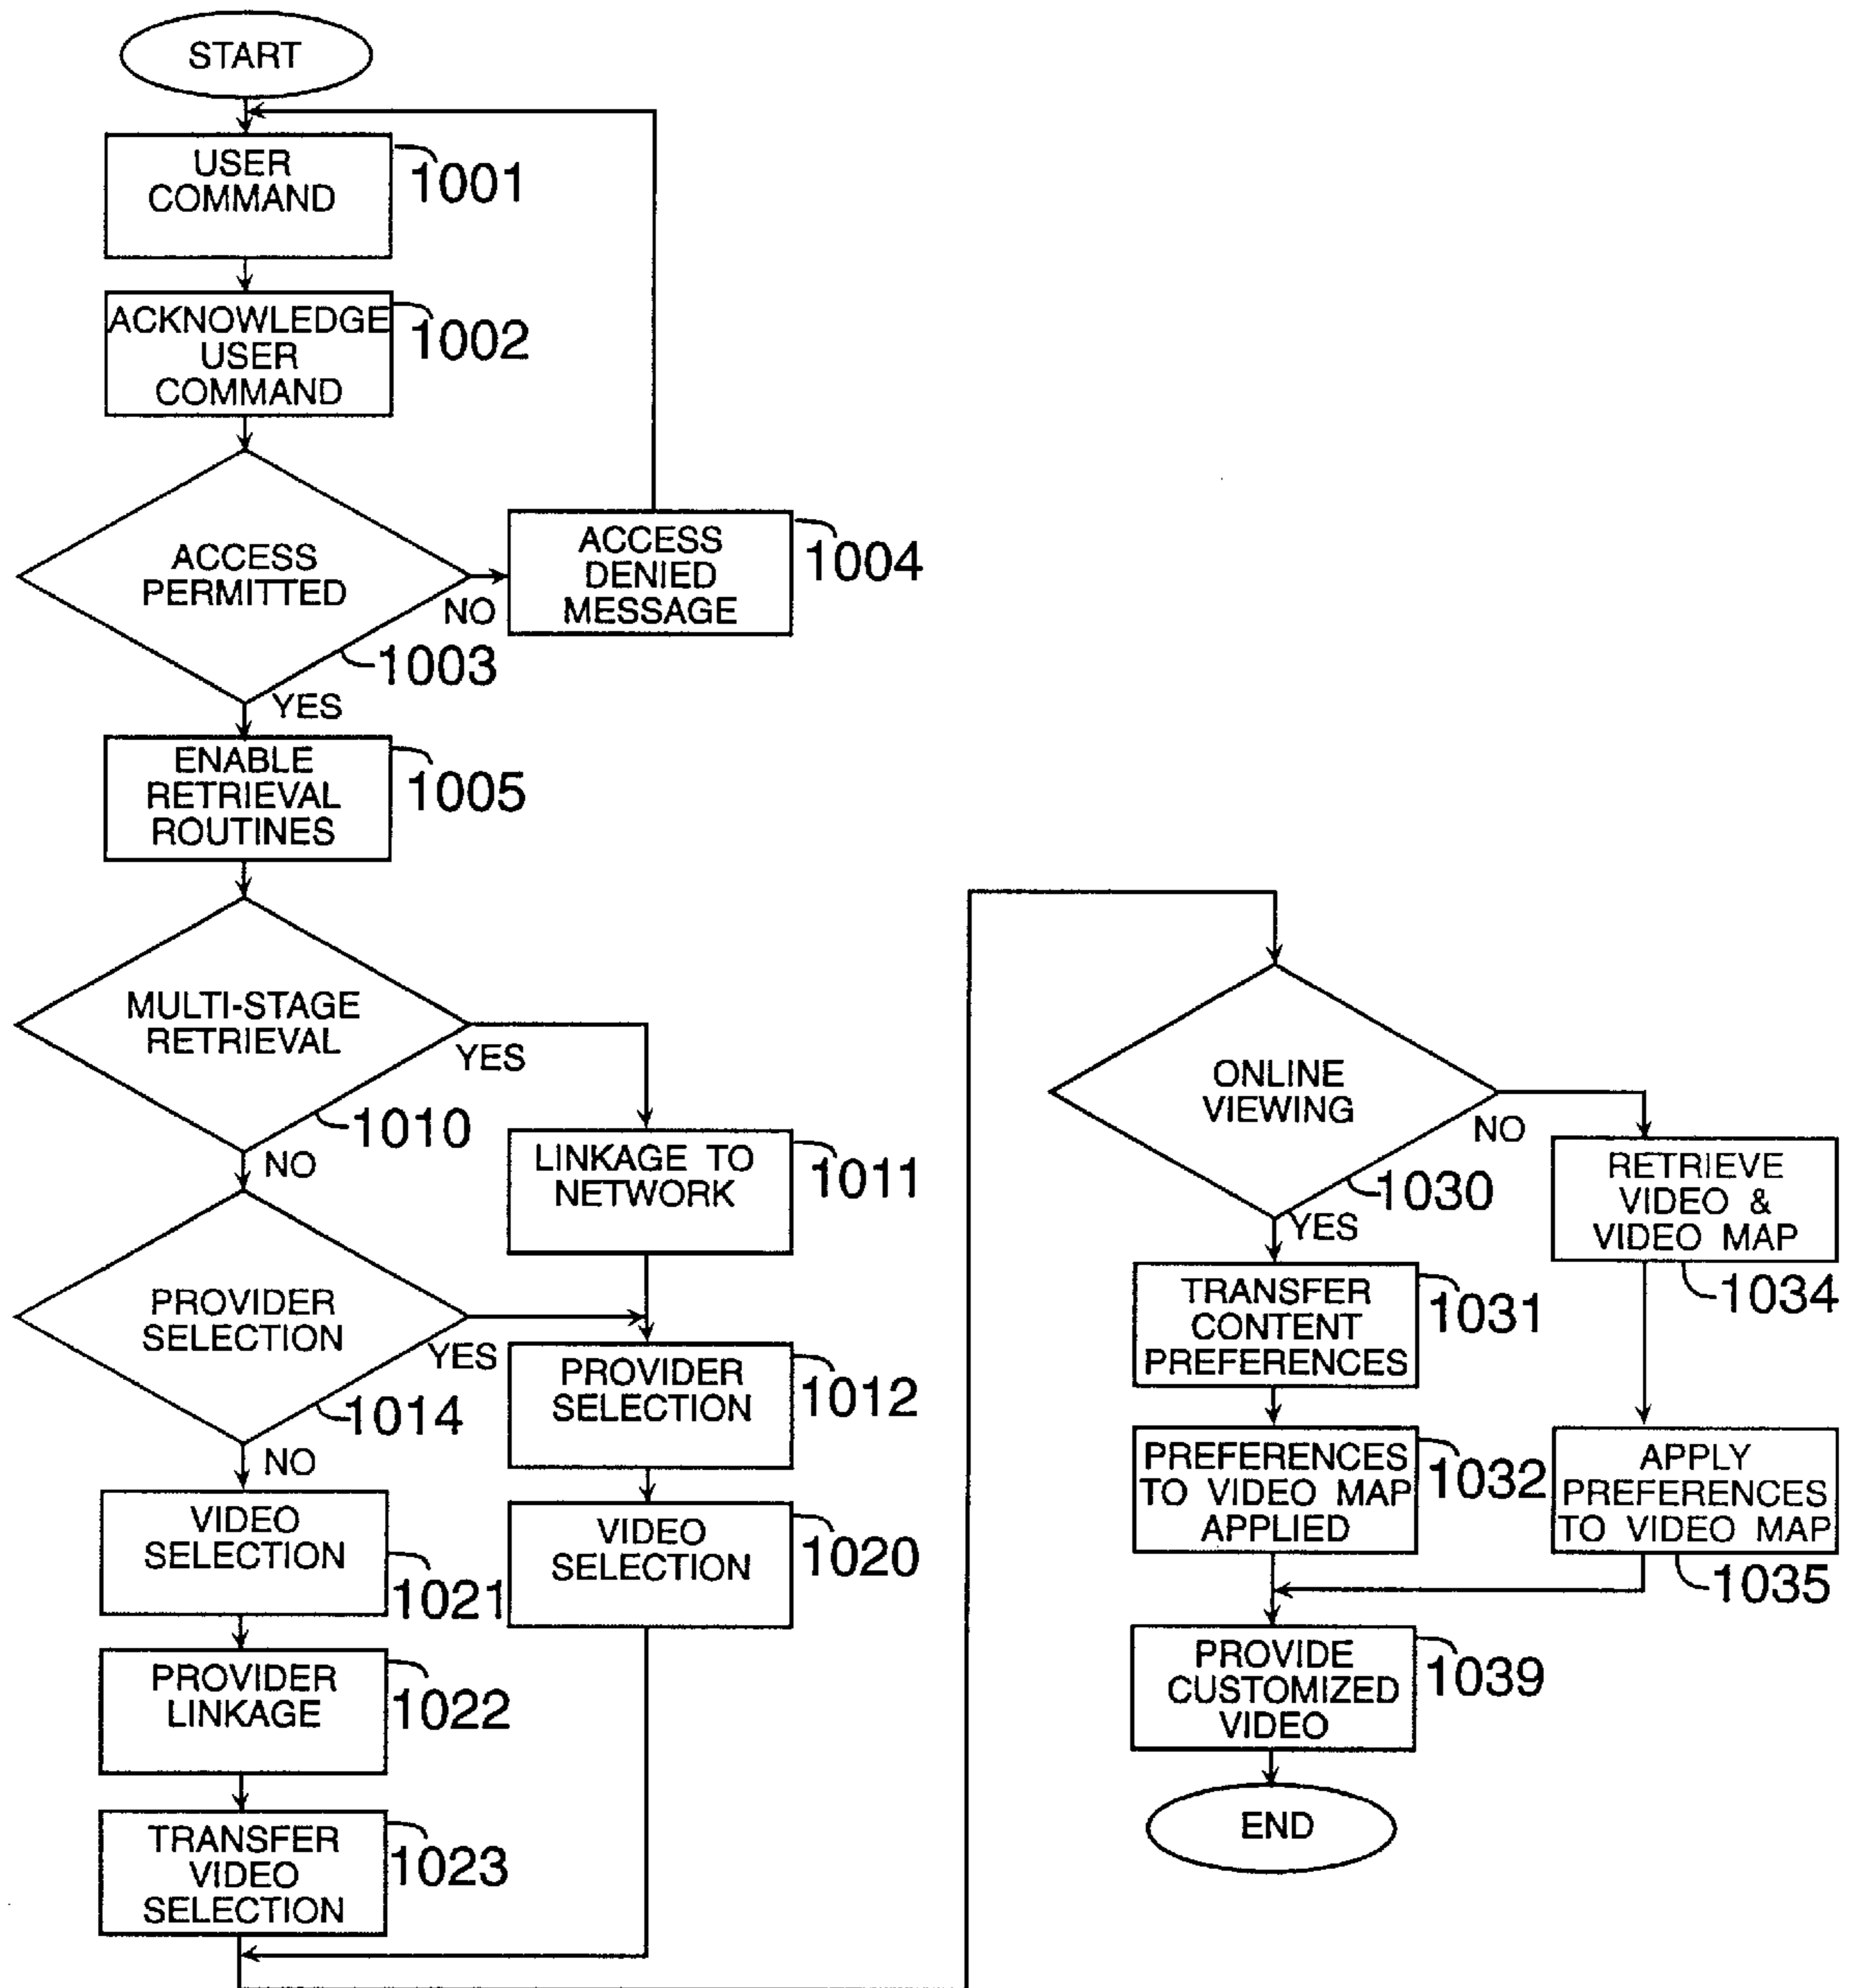 START
USER
COMMAND
1001
ACKNOWLEDGE
USER
COMMAND
1002
ACCESS
PERMITTED
NO
1003
YES
ACCESS
DENIED
MESSAGE
1004
ENABLE
RETRIEVAL
ROUTINES
1005
MULTI-STAGE
RETRIEVAL
YES
1010
NO
LINKAGE TO
NETWORK
1011
PROVIDER
SELECTION
YES
1014
NO
PROVIDER
SELECTION
1012
VIDEO
SELECTION
1021
VIDEO
SELECTION
1020
PROVIDER
LINKAGE
1022
TRANSFER
VIDEO
SELECTION
1023
ONLINE
VIEWING
NO
1030
YES
RETRIEVE
VIDEO &
VIDEO MAP
1034
TRANSFER
CONTENT
PREFERENCES
1031
PREFERENCES
TO VIDEO MAP
APPLIED
1032
APPLY
PREFERENCES
TO VIDEO MAP
1035
PROVIDE
CUSTOMIZED
VIDEO
1039
END